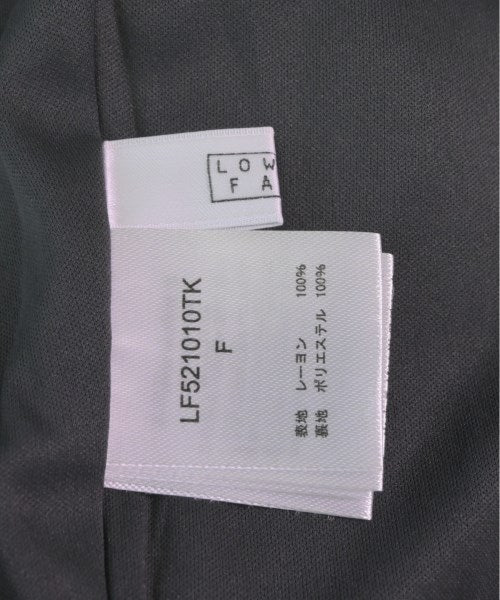 LOW
FA
LF521010TK
F
表地 レーヨン 100%
裏地 ポリエステル 100%